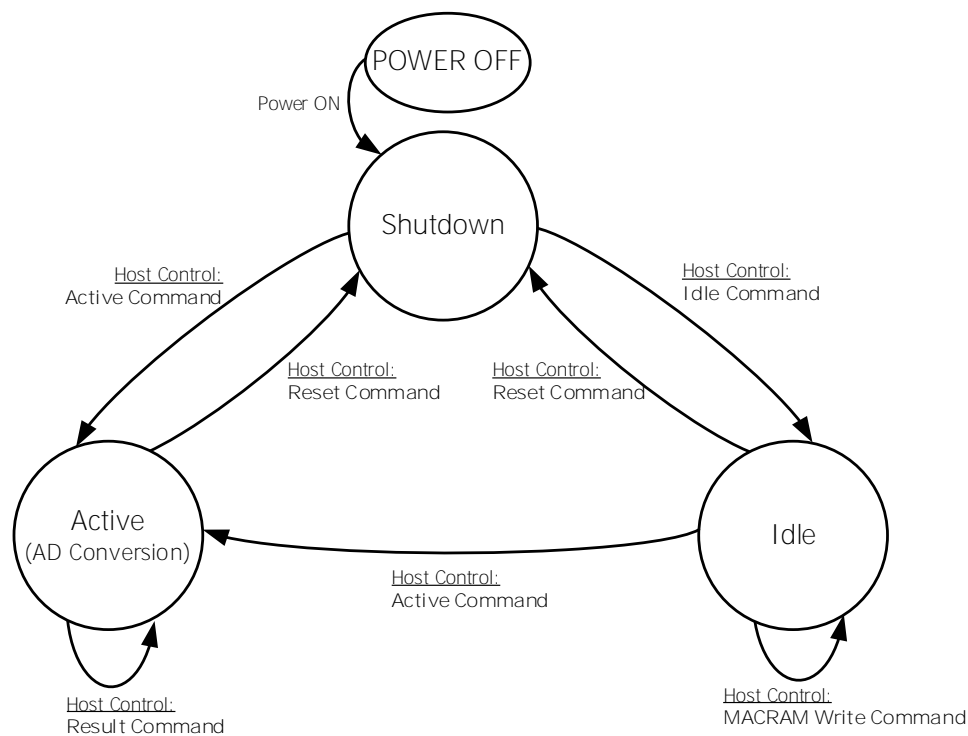 POWER OFF
Power ON
Shutdown
Host Control:
Active Command
Host Control:
Idle Command
Host Control:
Reset Command
Host Control:
Reset Command
Active
(AD Conversion)
Idle
Host Control:
Active Command
Host Control:
Result Command
Host Control:
MACRAM Write Command